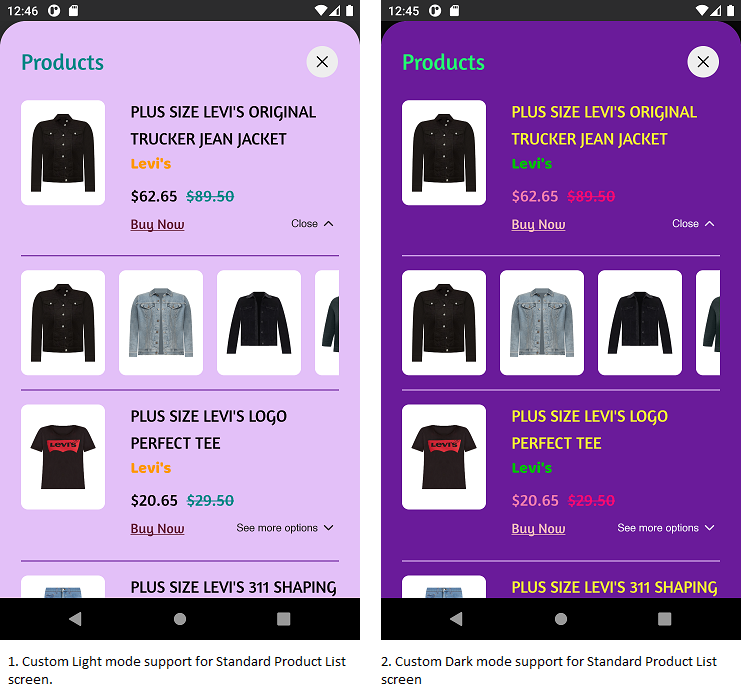 12:46
Products
PLUS SIZE LEVI'S ORIGINAL
TRUCKER JEAN JACKET
Levi's
$62.65 $89.50
Buy Now Close
PLUS SIZE LEVI'S LOGO
PERFECT TEE
Levi's
Levi's
$20.65 $29.50
Buy Now See more options
PLUS SIZE LEVI'S 311 SHAPING
1. Custom Light mode support for Standard Product List
screen.
12:45
Products
PLUS SIZE LEVI'S ORIGINAL
TRUCKER JEAN JACKET
Levi's
$62.65 $89.50
Buy Now Close
PLUS SIZE LEVI'S LOGO
PERFECT TEE
Levi's
Levi's
$20.65 $29.50
Buy Now See more options
PLUS SIZE LEVI'S 311 SHAPING
2. Custom Dark mode support for Standard Product List
screen